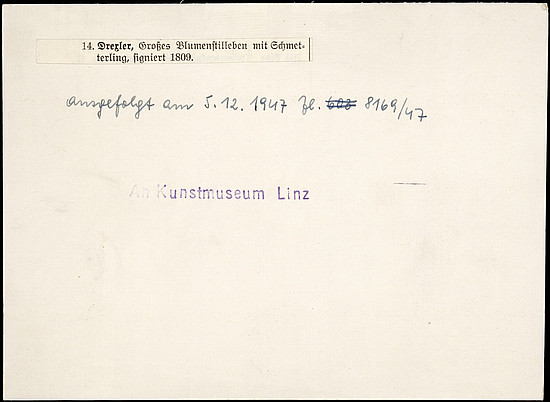 14. Drexler, Großes Blumenstilleben mit Schmet-
terling, signiert 1809.
ausgefolgt am 5.12.1947 Zl. 603 8169/47
An Kunstmuseum Linz